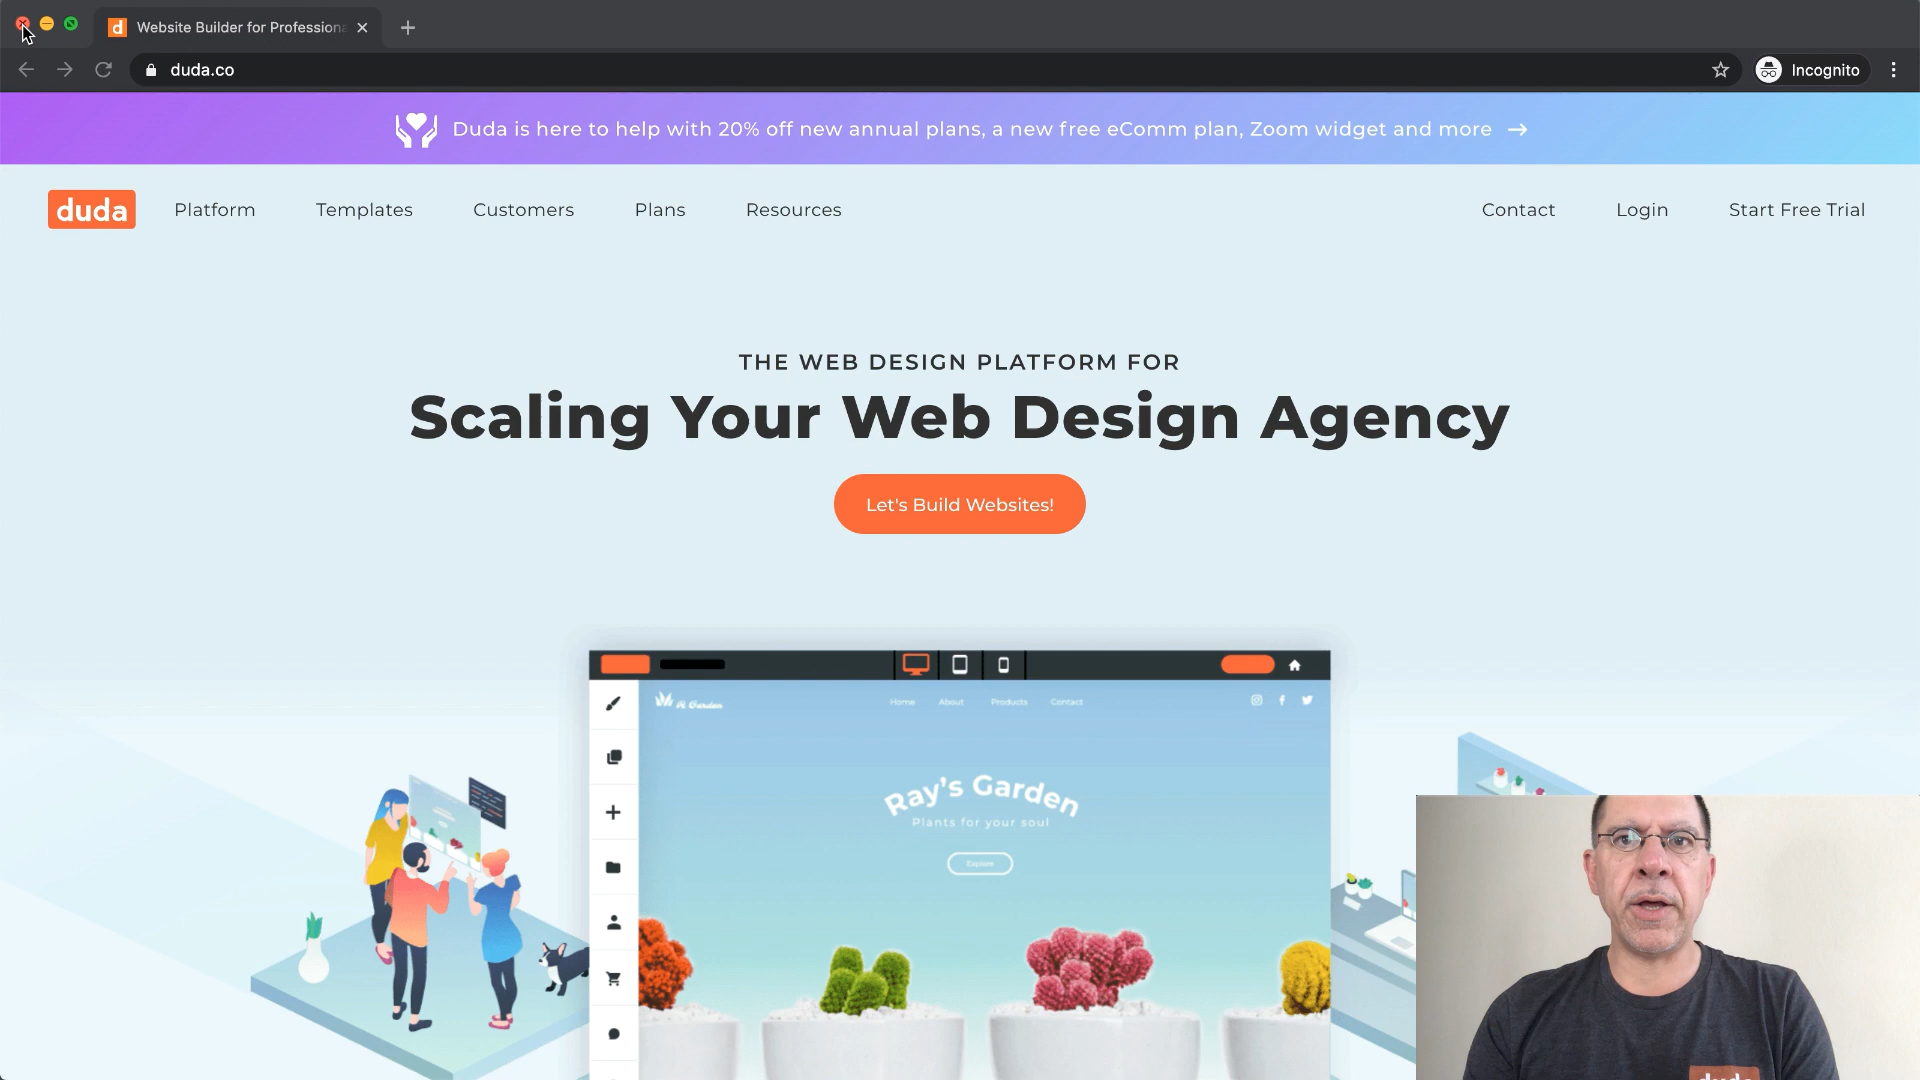 Website Builder for Profession
duda.co
Incognito
Duda is here to help with 20% off new annual plans, a new free eComm plan, Zoom widget and more →
duda
Platform
Templates
Customers
Plans
Resources
Contact
Login
Start Free Trial
THE WEB DESIGN PLATFORM FOR
Scaling Your Web Design Agency
Let's Build Websites!
R Garden
Home
About
Products
Contact
Ray's Garden
Plants for your soul
Explore
duda